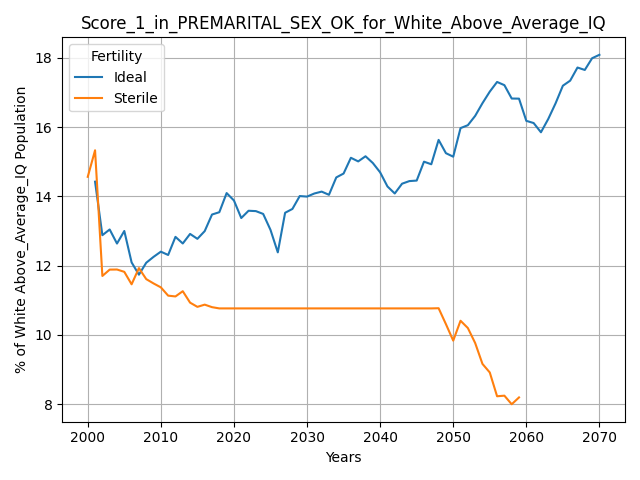 Score_1_in_PREMARITAL_SEX_OK_for_White_Above_Average_IQ
Fertility
Ideal
Sterile
% of White Above_Average_IQ Population
18
16
14
12
10
8
2000 2010 2020 2030 2040 2050 2060 2070
Years